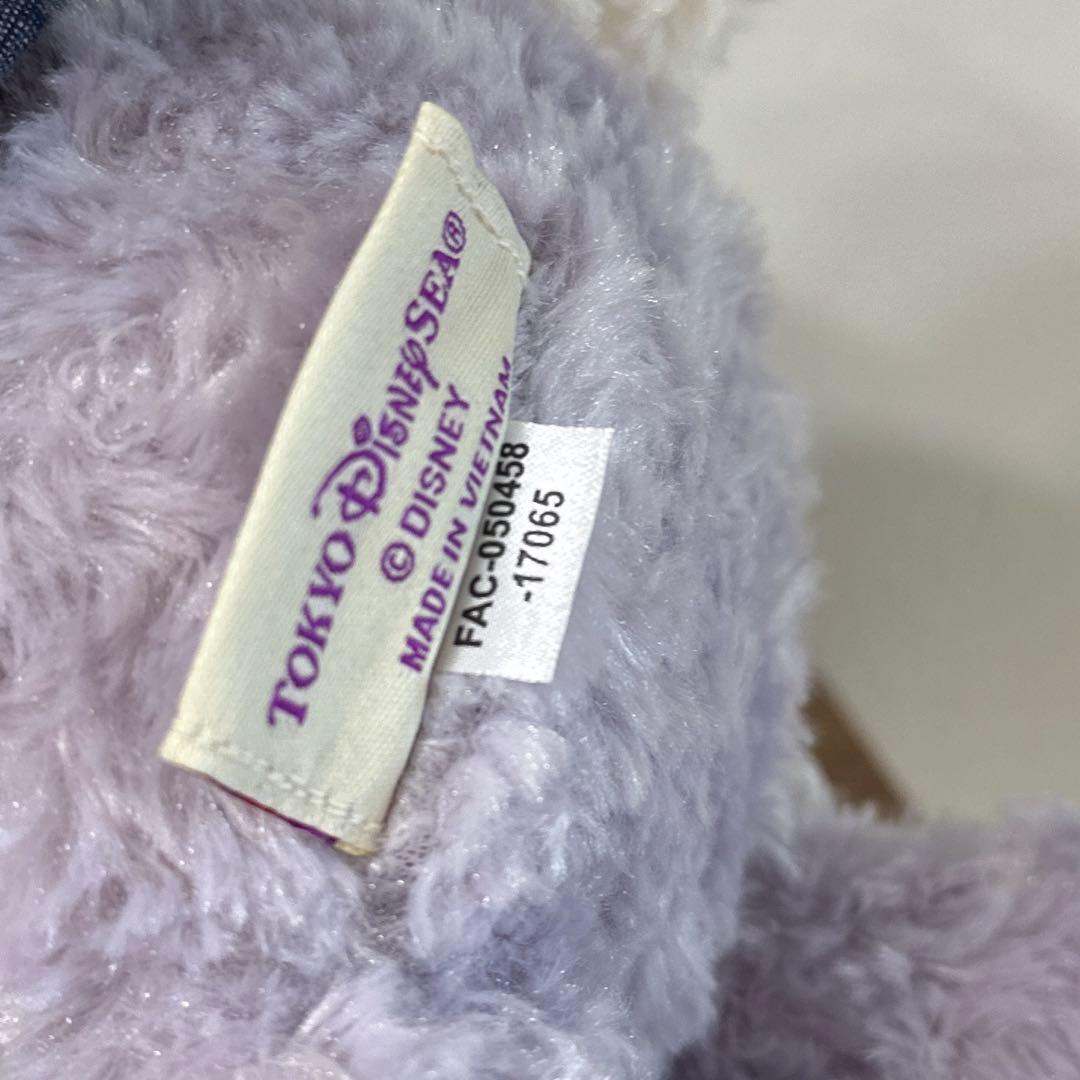 TOKYO DISNEYSEA®
© DISNEY
MADE IN VIETNAM
FAC-050458
-17065